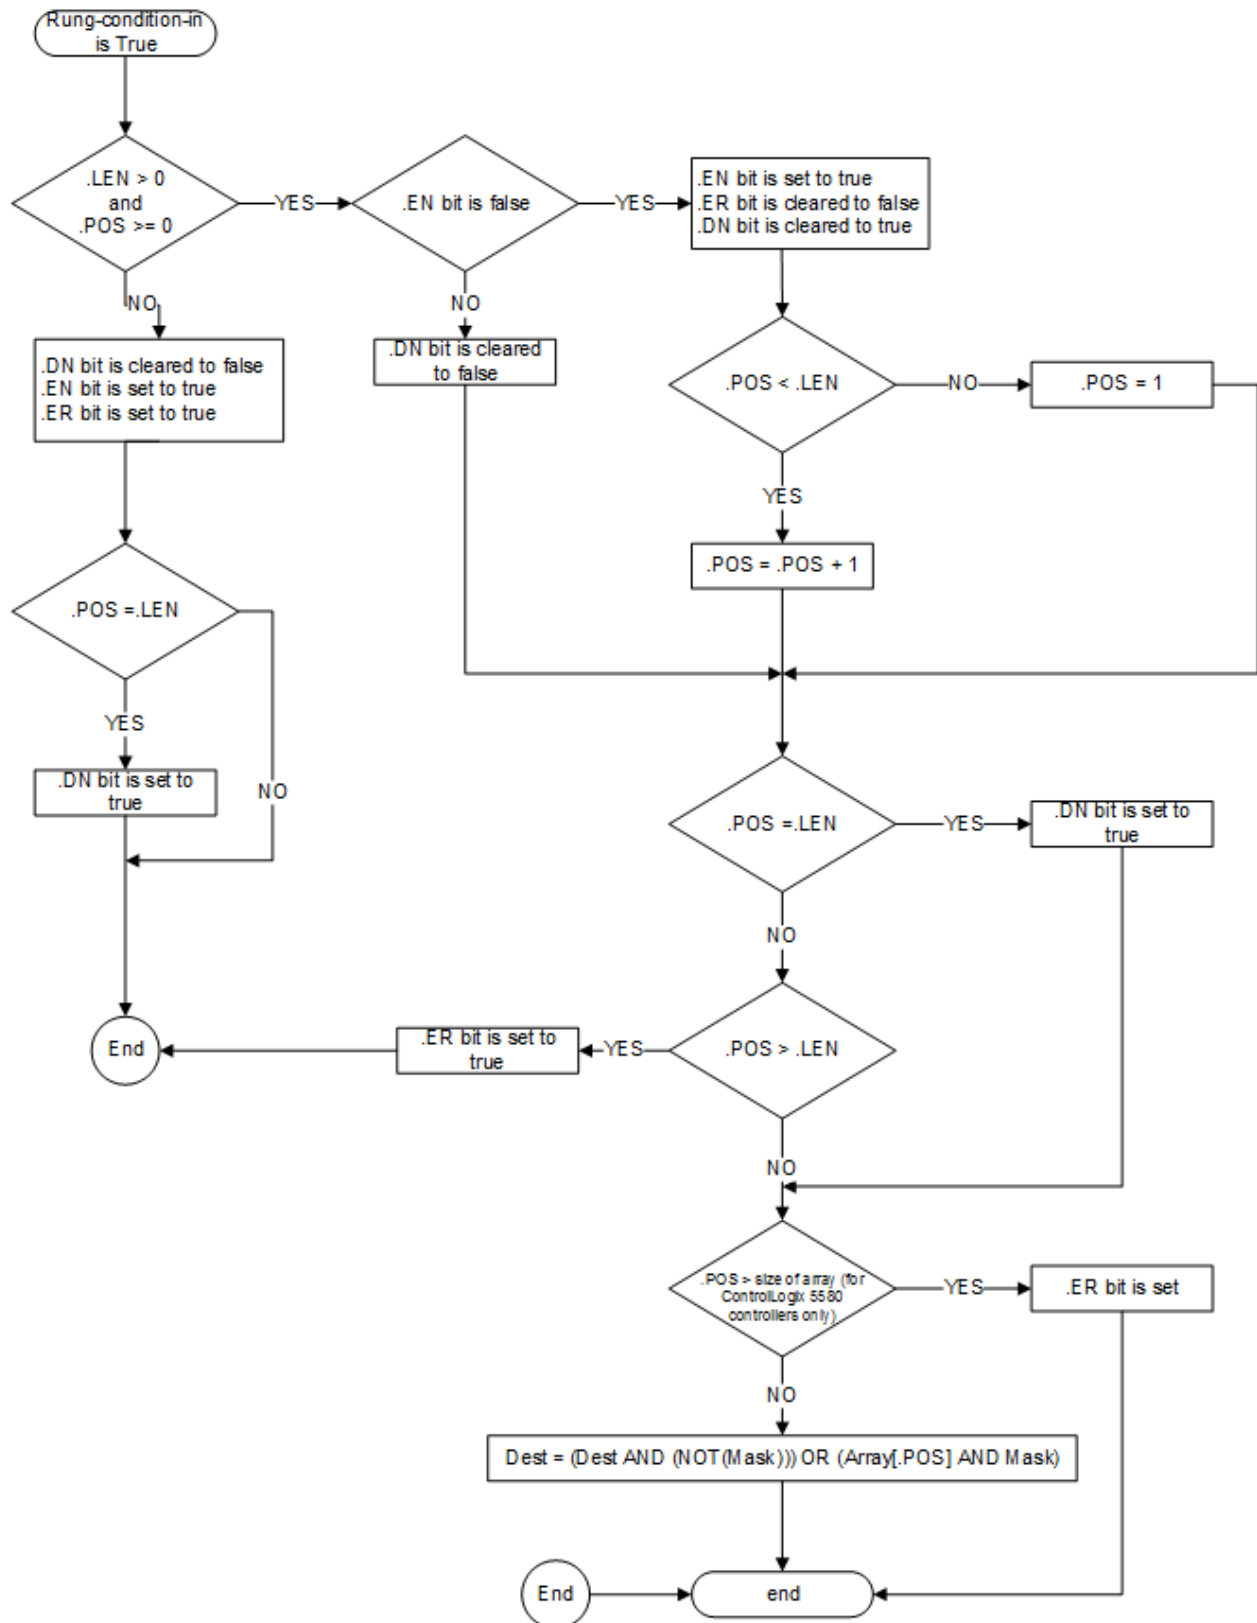 Rung-condition-in
is True
.LEN > 0
and
.POS >= 0
YES
.EN bit is false
YES
.EN bit is set to true
.ER bit is cleared to false
.DN bit is cleared to true
NO
NO
.DN bit is cleared to false
.EN bit is set to true
.ER bit is set to true
.DN bit is cleared
to false
.POS < .LEN
NO
.POS = 1
YES
.POS = .POS + 1
.POS =.LEN
YES
NO
.DN bit is set to
true
.POS =.LEN
YES
.DN bit is set to
true
NO
End
.ER bit is set to
true
YES
.POS > .LEN
NO
.POS > size of array (for
ControlLogix 5580
controllers only)
YES
.ER bit is set
NO
Dest = (Dest AND (NOT(Mask))) OR (Array[.POS] AND Mask)
End
end